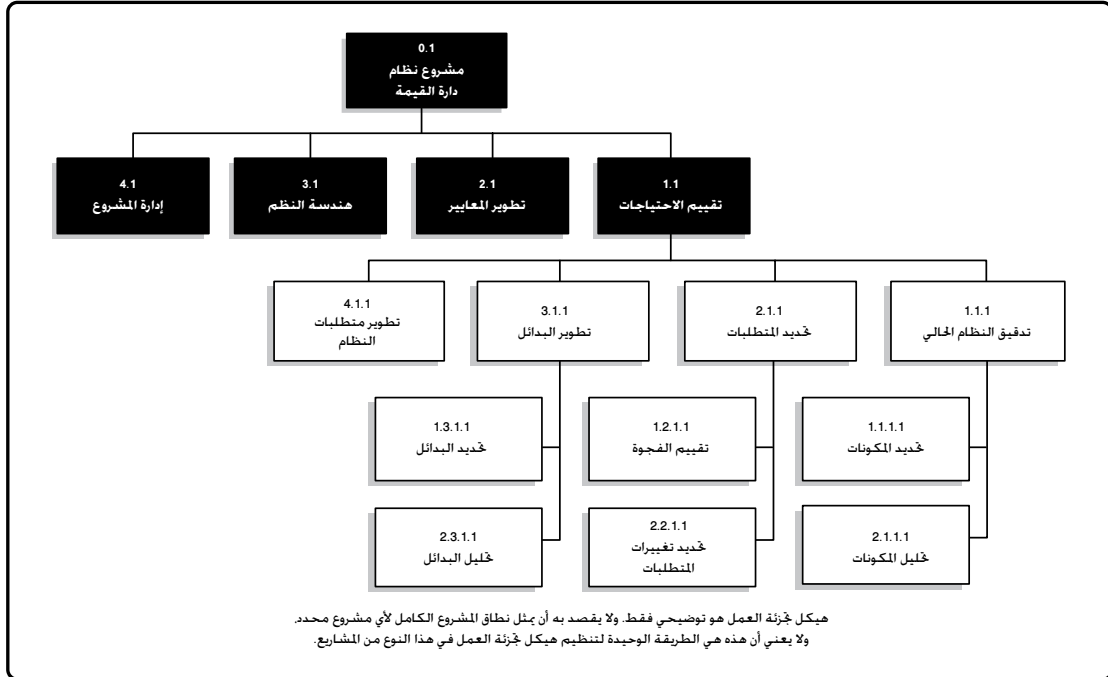 0.1
مشروع نظام
دارة القيمة
1.1
تقييم الاحتياجات
2.1
تطوير المعايير
3.1
هندسة النظم
4.1
إدارة المشروع
1.1.1
تدقيق النظام الحالي
2.1.1
تحديد المتطلبات
3.1.1
تطوير البدائل
4.1.1
تطوير متطلبات
النظام
1.1.1.1
تحديد المكونات
1.2.1.1
تقييم الفجوة
1.3.1.1
تحديد البدائل
2.1.1.1
تحليل المكونات
2.2.1.1
تحديد تغييرات
المتطلبات
2.3.1.1
تحليل البدائل
هيكل تجزئة العمل هو توضيحي فقط. ولا يقصد به أن يمثل نطاق المشروع الكامل لأي مشروع محدد.
ولا يعني أن هذه هي الطريقة الوحيدة لتنظيم هيكل تجزئة العمل في هذا النوع من المشاريع.